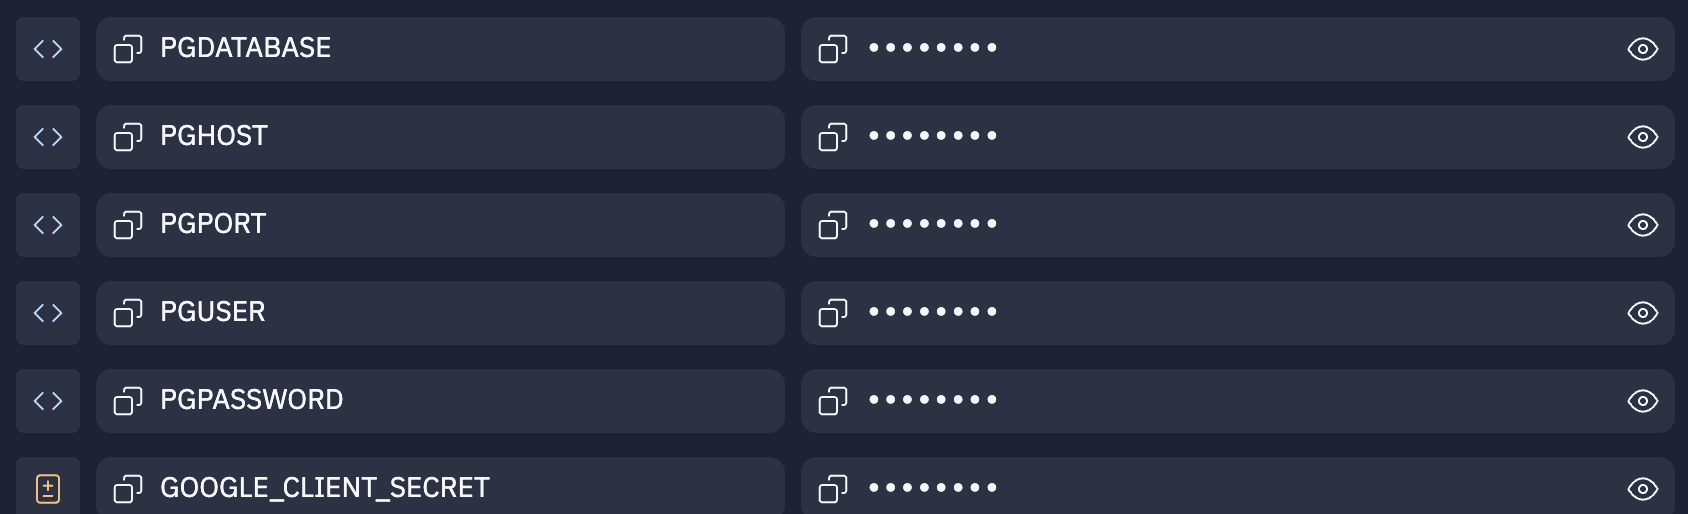 PGDATABASE ••••••••
PGHOST ••••••••
PGPORT ••••••••
PGUSER ••••••••
PGPASSWORD ••••••••
GOOGLE_CLIENT_SECRET ••••••••